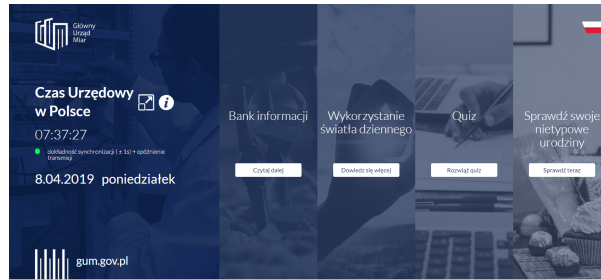 Główny
Urząd
Miar
Czas Urzędowy
w Polsce
07:37:27
dokładność synchronizacji ( ± 1s) + opóźnienie
transmisji
8.04.2019 poniedziałek
gum.gov.pl
Bank informacji
Czytaj dalej
Wykorzystanie
światła dziennego
Dowiedz się więcej
Quiz
Rozwiąż quiz
Sprawdź swoje
nietypowe
urodziny
Sprawdź teraz